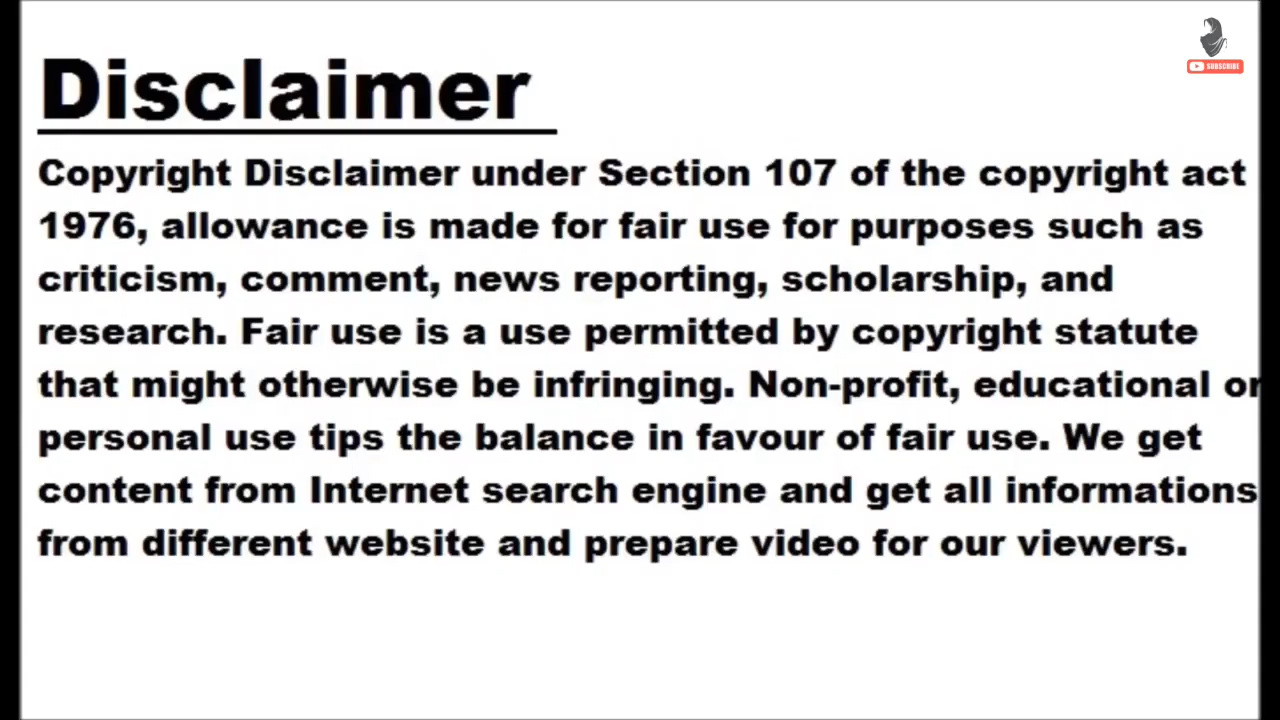 SUBSCRIBE
Disclaimer
Copyright Disclaimer under Section 107 of the copyright act
1976, allowance is made for fair use for purposes such as
criticism, comment, news reporting, scholarship, and
research. Fair use is a use permitted by copyright statute
that might otherwise be infringing. Non-profit, educational or
personal use tips the balance in favour of fair use. We get
content from Internet search engine and get all informations
from different website and prepare video for our viewers.